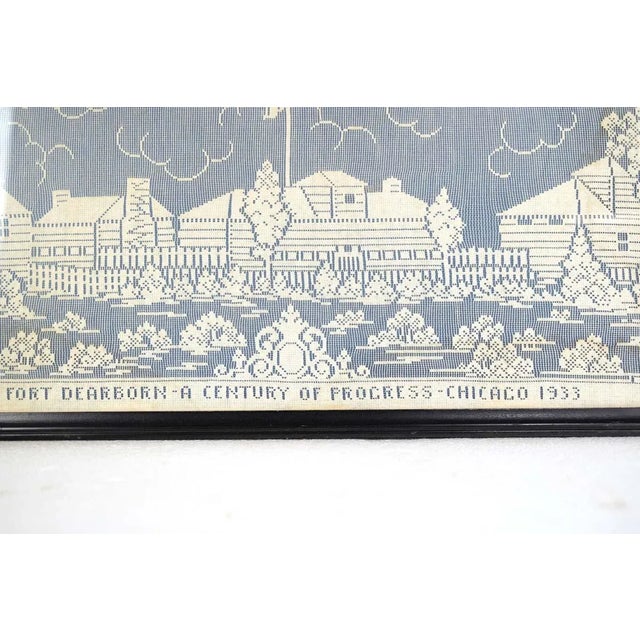 FORT DEARBORN-A CENTURY OF PROGRESS-CHICAGO 1933